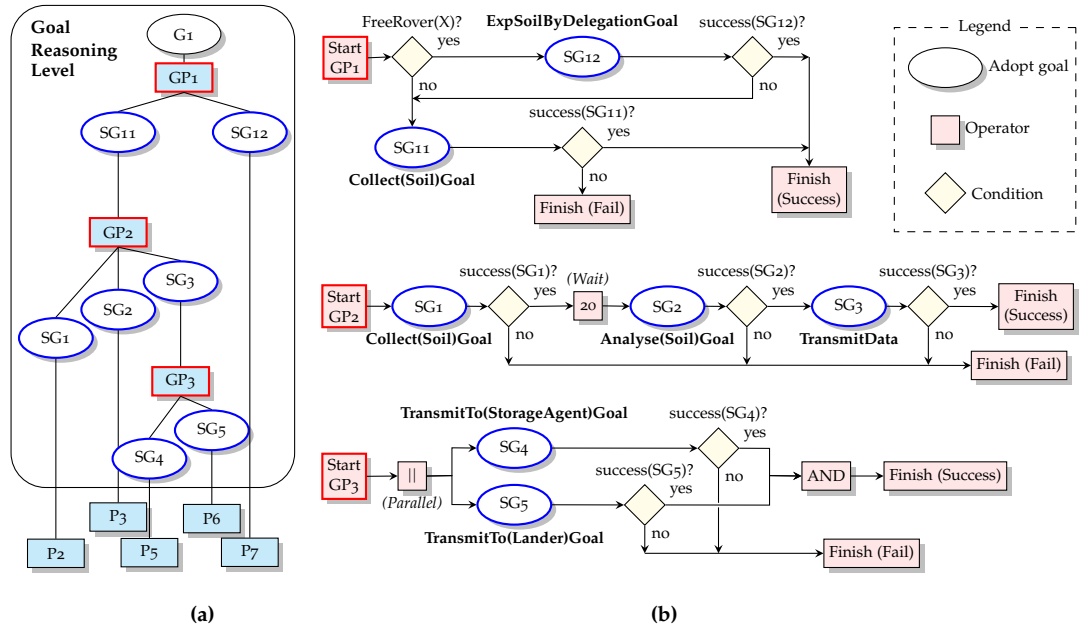 Goal
Reasoning
Level
G1
GP1
SG11
SG12
GP2
SG3
SG2
SG1
GP3
SG5
SG4
P3
P6
P2
P5
P7
(a)
FreeRover(X)?
ExpSoilByDelegationGoal
success(SG12)?
Start
GP1
yes
SG12
yes
no
no
success(SG11)?
SG11
yes
Collect(Soil)Goal
no
Finish (Fail)
Finish
(Success)
Legend
Adopt goal
Operator
Condition
success(SG1)?
(Wait)
success(SG2)?
success(SG3)?
Start
GP2
SG1
yes
20
SG2
yes
SG3
yes
Finish
(Success)
Collect(Soil)Goal
no
Analyse(Soil)Goal
no
TransmitData
no
Finish (Fail)
TransmitTo(StorageAgent)Goal
success(SG4)?
SG4
yes
Start
GP3
||
(Parallel)
success(SG5)?
no
AND
Finish (Success)
SG5
yes
TransmitTo(Lander)Goal
no
Finish (Fail)
(b)